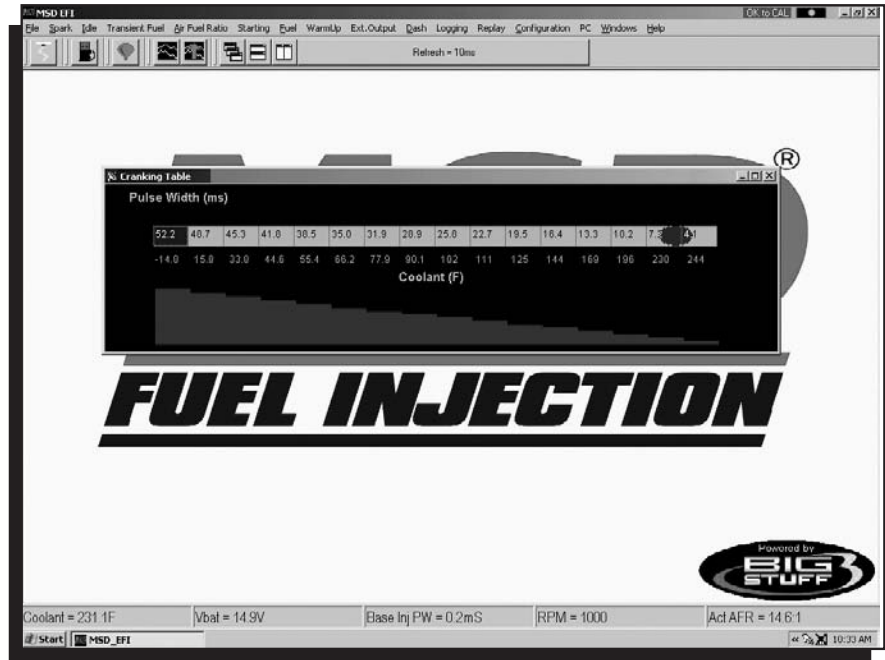 MSD EFI OK to CAL
File Spark Idle Transient Fuel Air Fuel Ratio Starting Fuel WarmUp Ext.Output Dash Logging Replay Configuration PC Windows Help
Refresh = 10ms
®
Cranking Table
Pulse Width (ms)
52.2 48.7 45.3 41.8 38.5 35.0 31.9 28.9 25.8 22.7 19.5 16.4 13.3 10.2
-14.8 15.8 33.0 44.6 55.4 66.2 77.9 90.1 102 111 125 144 169 196 230 244
Coolant (F)
FUEL INJECTION
Powered by
BIG
STUFF 3
Coolant = 231.1F Vbat = 14.9V Base Inj PW = 0.2mS RPM = 1000 Act AFR = 14.6:1
Start MSD_EFI 10:33 AM